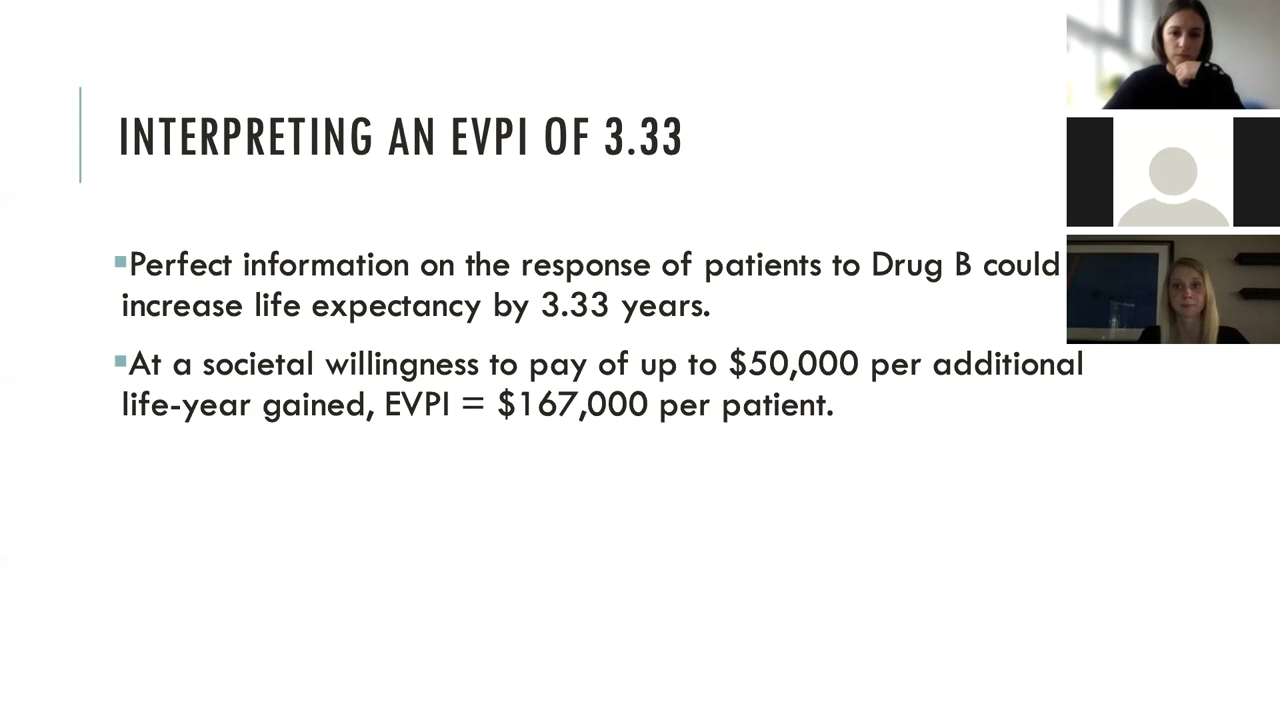 INTERPRETING AN EVPI OF 3.33
▪Perfect information on the response of patients to Drug B could
increase life expectancy by 3.33 years.
▪At a societal willingness to pay of up to $50,000 per additional
life-year gained, EVPI = $167,000 per patient.